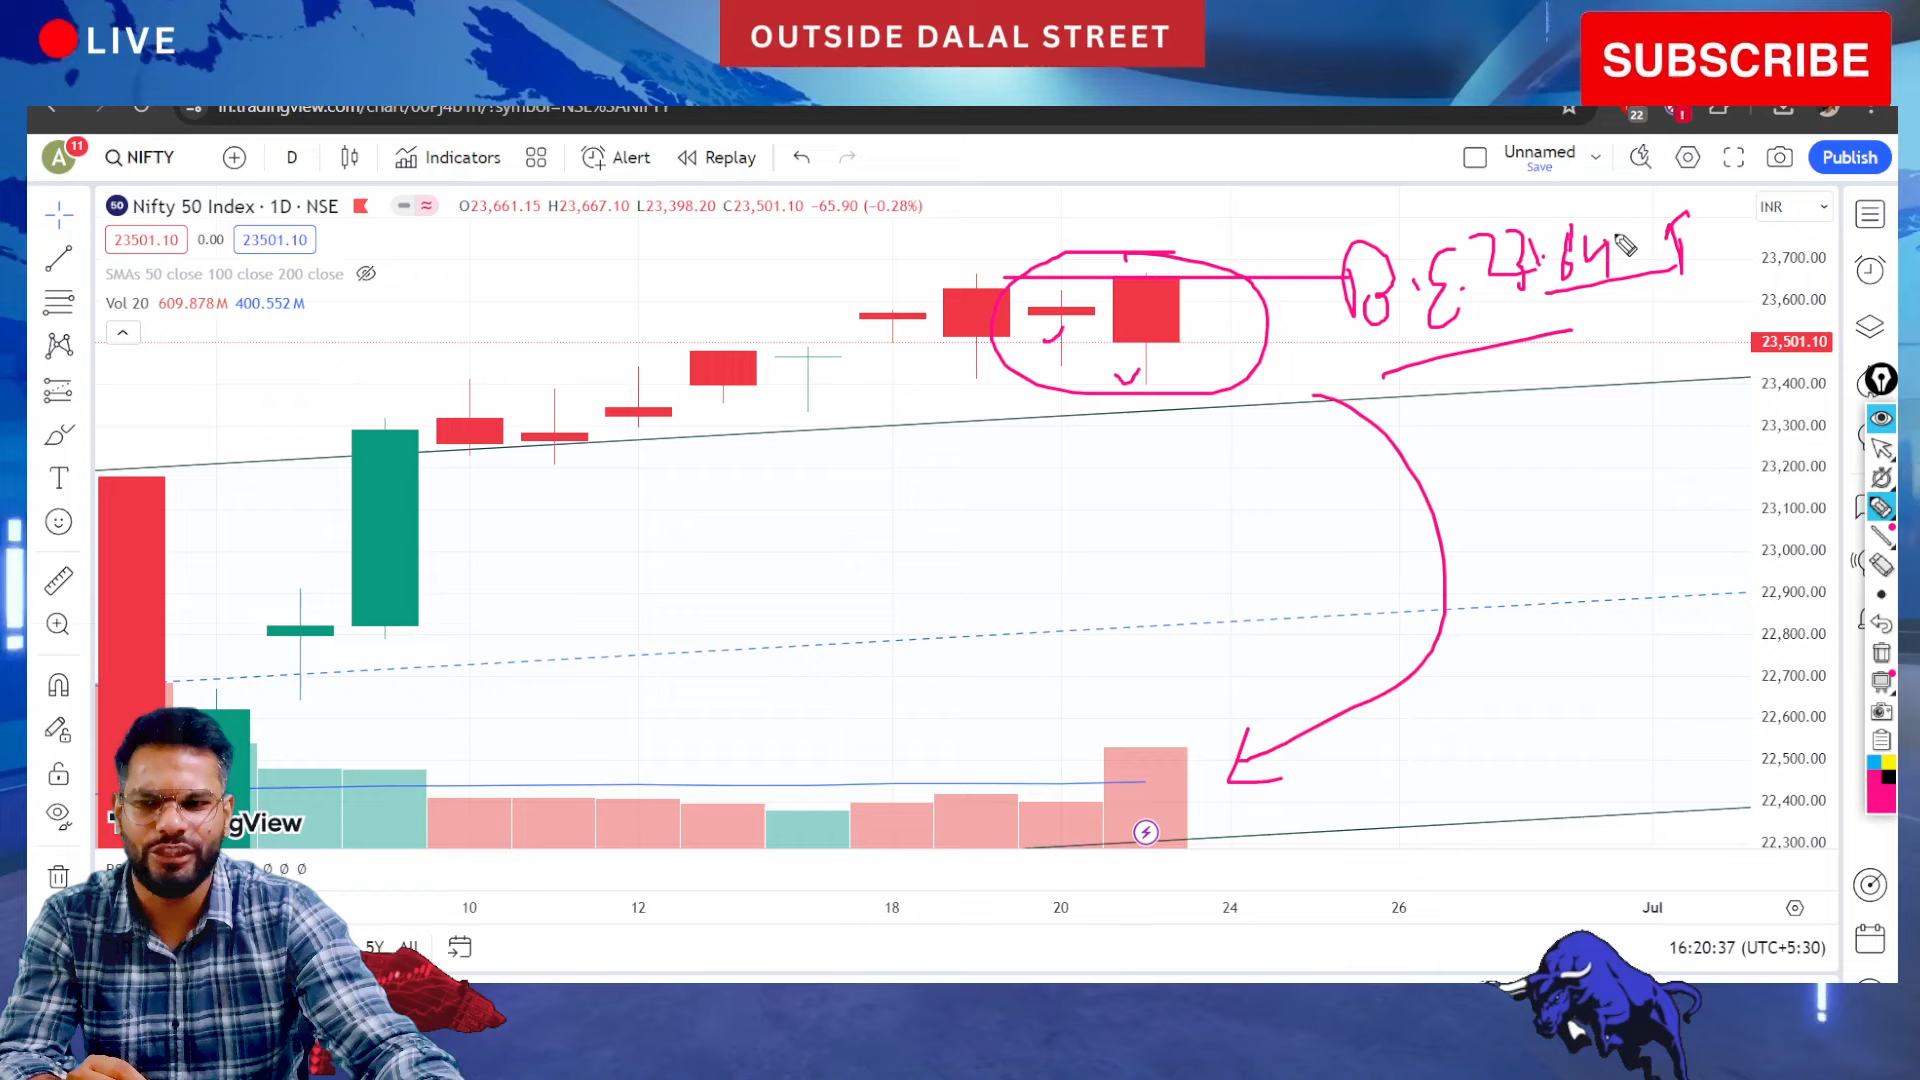 LIVE
OUTSIDE DALAL STREET
SUBSCRIBE
22
!
A
11
NIFTY
D
Indicators
Alert
Replay
Unnamed
Save
Publish
50
Nifty 50 Index · 1D · NSE
O23,661.15 H23,667.10 L23,398.20 C23,501.10 −65.90 (−0.28%)
INR
23501.10 0.00 23501.10
SMAs 50 close 100 close 200 close
Vol 20 609.878M 400.552M
23,700.00
23,600.00
23,501.10
23,400.00
23,300.00
23,200.00
23,100.00
23,000.00
22,900.00
22,800.00
22,700.00
22,600.00
22,500.00
22,400.00
22,300.00
gView
10
12
18
20
24
26
Jul
5Y
All
16:20:37 (UTC+5:30)